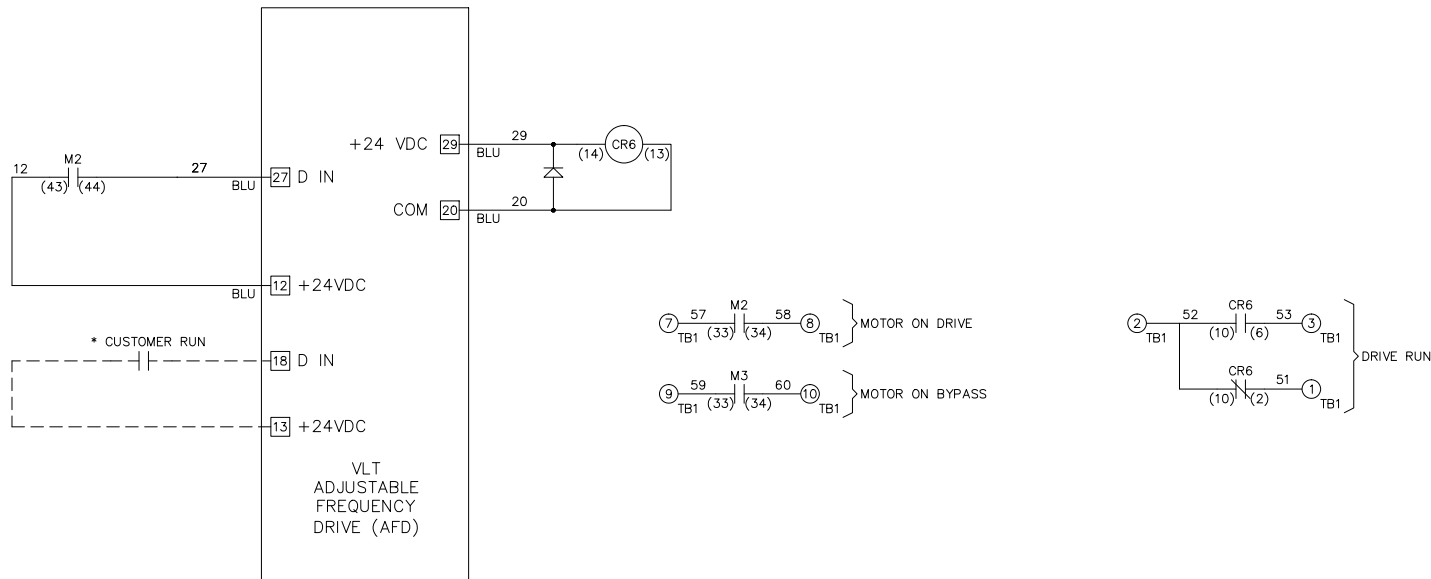 +24 VDC 29 29 BLU (14) CR6 (13)
12 M2 (43) (44) 27 BLU 27 D IN
COM 20 20 BLU
BLU 12 +24VDC
* CUSTOMER RUN
18 D IN
13 +24VDC
VLT
ADJUSTABLE
FREQUENCY
DRIVE (AFD)
7 TB1 57 M2 (33) (34) 58 8 TB1 MOTOR ON DRIVE
9 TB1 59 M3 (33) (34) 60 10 TB1 MOTOR ON BYPASS
2 TB1 52 CR6 (10) (6) 53 3 TB1
DRIVE RUN
CR6 (10) (2) 51 1 TB1